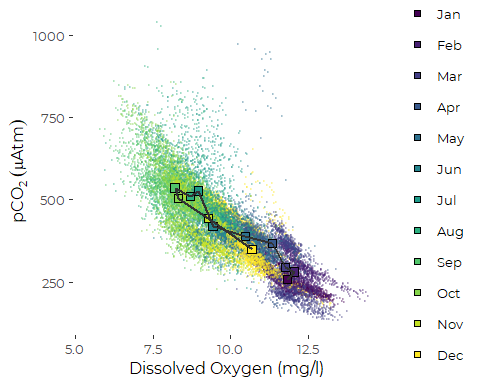 1000
750
500
250
pCO2 (µAtm)
5.0 7.5 10.0 12.5
Dissolved Oxygen (mg/l)
Jan
Feb
Mar
Apr
May
Jun
Jul
Aug
Sep
Oct
Nov
Dec